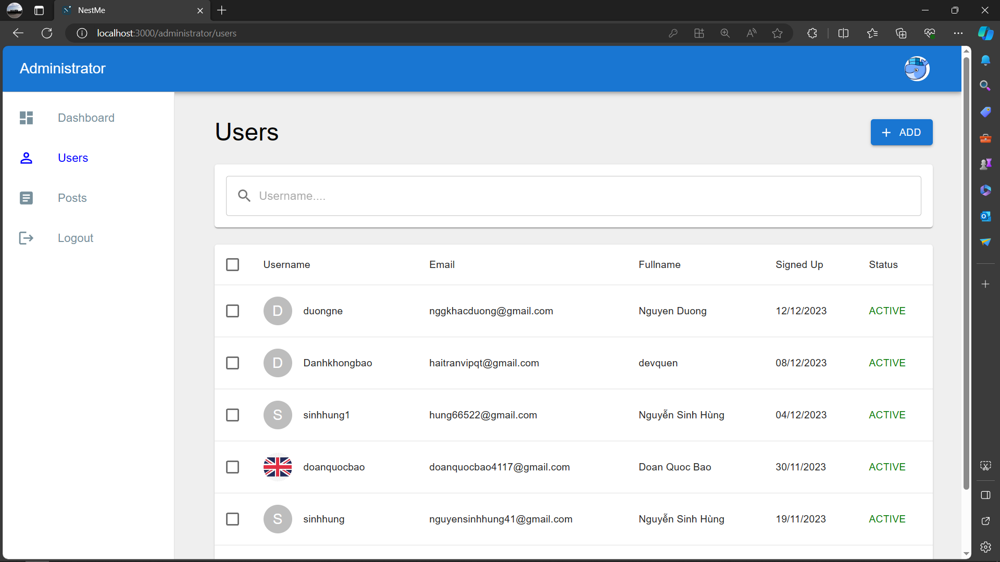 NestMe
localhost:3000/administrator/users
Administrator
Dashboard
Users
Posts
Logout
Users
ADD
Username....
Username Email Fullname Signed Up Status
D duongne nggkhacduong@gmail.com Nguyen Duong 12/12/2023 ACTIVE
D Danhkhongbao haitranvipqt@gmail.com devquen 08/12/2023 ACTIVE
S sinhhung1 hung66522@gmail.com Nguyễn Sinh Hùng 04/12/2023 ACTIVE
doanquocbao doanquocbao4117@gmail.com Doan Quoc Bao 30/11/2023 ACTIVE
S sinhhung nguyensinhhung41@gmail.com Nguyễn Sinh Hùng 19/11/2023 ACTIVE